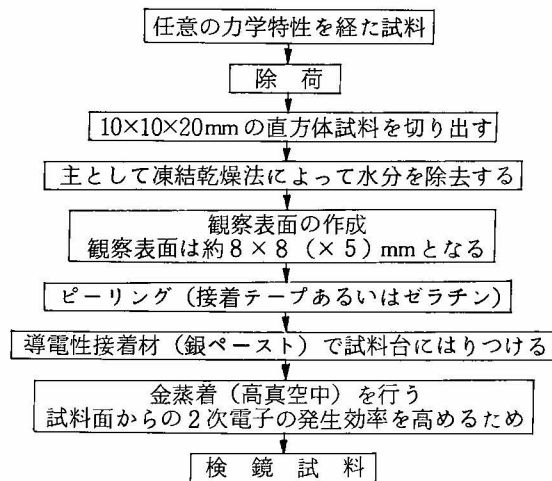 任意の力学特性を経た試料
除荷
10×10×20mmの直方体試料を切り出す
主として凍結乾燥法によって水分を除去する
観察表面の作成
観察表面は約8×8(×5)mmとなる
ピーリング(接着テープあるいはゼラチン)
導電性接着材(銀ペースト)で試料台にはりつける
金蒸着(高真空中)を行う
試料面からの2次電子の発生効率を高めるため
検鏡試料